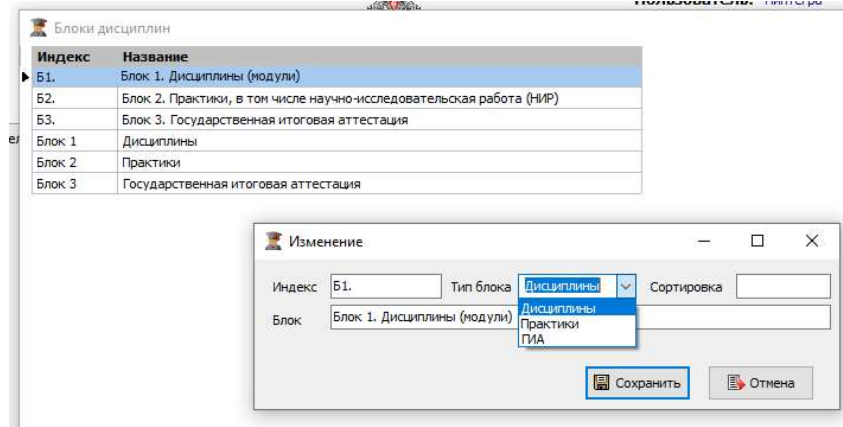 Блоки дисциплин
Индекс Название
Б1. Блок 1. Дисциплины (модули)
Б2. Блок 2. Практики, в том числе научно-исследовательская работа (НИР)
Б3. Блок 3. Государственная итоговая аттестация
Блок 1 Дисциплины
Блок 2 Практики
Блок 3 Государственная итоговая аттестация
Изменение
Индекс Б1. Тип блока Дисциплины Сортировка
Дисциплины
Блок Блок 1. Дисциплины (модули)
Практики
ГИА
Сохранить Отмена